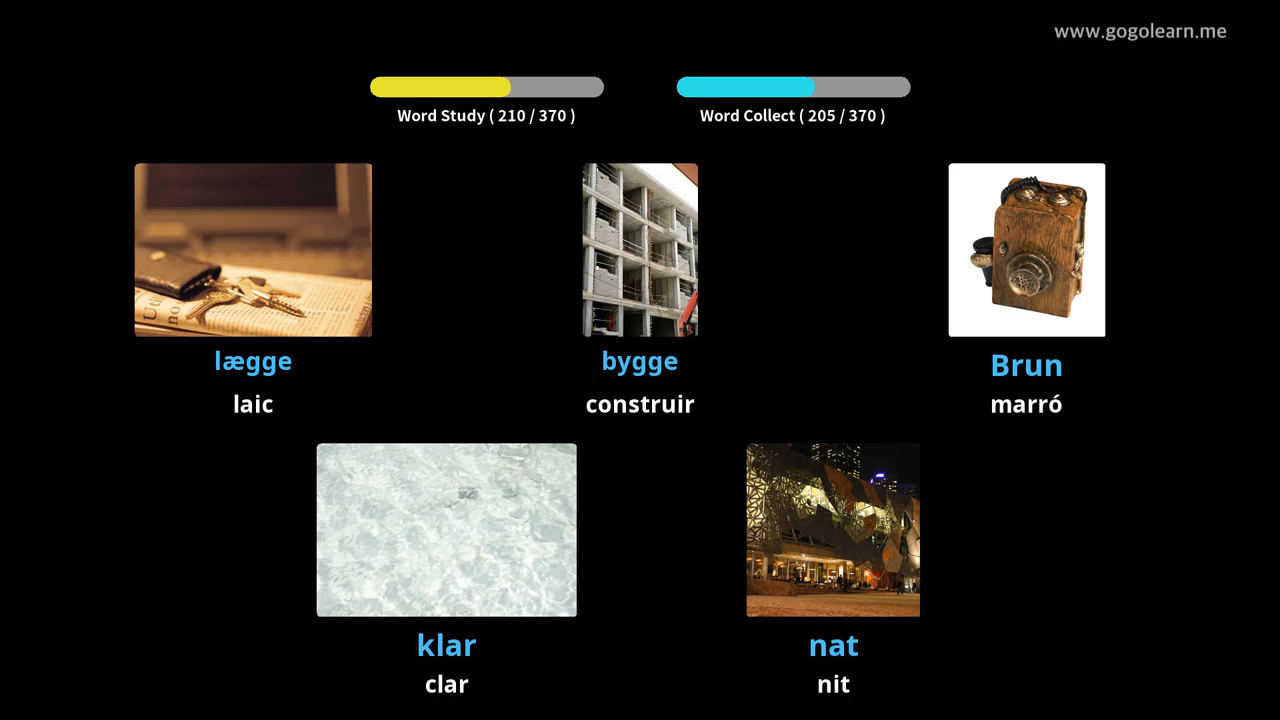 www.gogolearn.me
Word Study ( 210 / 370 )
Word Collect ( 205 / 370 )
lægge
laic
bygge
construir
Brun
marró
klar
clar
nat
nit